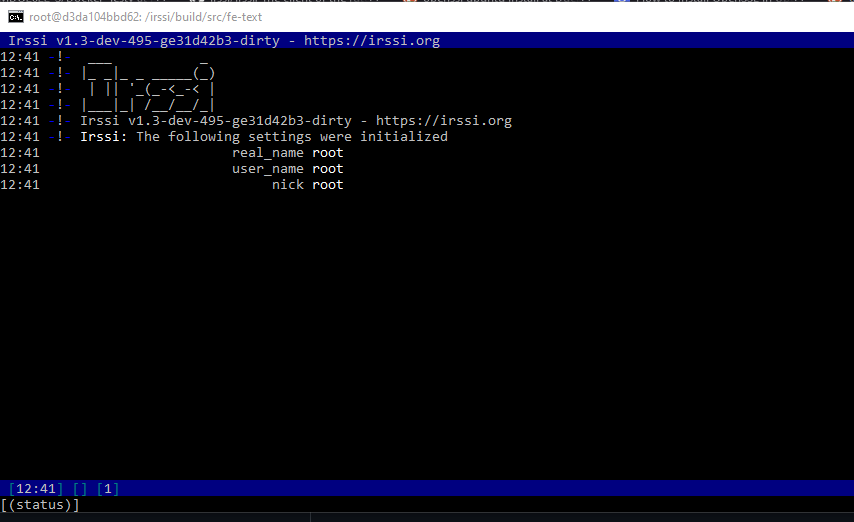 root@d3da104bbd62: /irssi/build/src/fe-text
Irssi v1.3-dev-495-ge31d42b3-dirty - https://irssi.org
12:41 -!-  ___           _
12:41 -!- |_ _|_ _ _____(_)
12:41 -!-  | || '_(_-<_-< |
12:41 -!- |___|_| /__/__/_|
12:41 -!- Irssi v1.3-dev-495-ge31d42b3-dirty - https://irssi.org
12:41 -!- Irssi: The following settings were initialized
12:41 real_name root
12:41 user_name root
12:41 nick root
[12:41] [] [1]
[(status)]